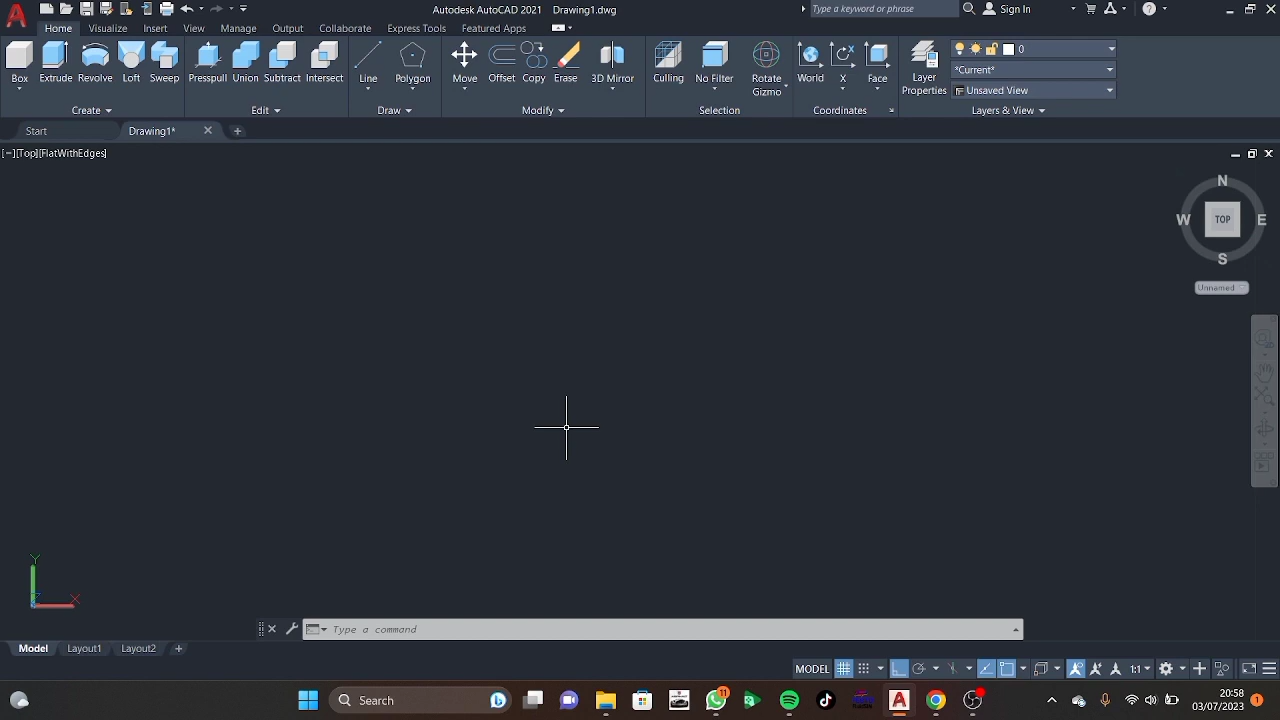 Autodesk AutoCAD 2021 Drawing1.dwg
Type a keyword or phrase
Sign In
Home Visualize Insert View Manage Output Collaborate Express Tools Featured Apps
Box Extrude Revolve Loft Sweep Presspull Union Subtract Intersect Line Polygon Move Offset Copy Erase 3D Mirror Culling No Filter Rotate Gizmo World X Face Layer Properties
0
*Current*
Unsaved View
Create Edit Draw Modify Selection Coordinates Layers & View
Start Drawing1*
[−][Top][FlatWithEdges]
N
W TOP E
S
Unnamed
Y
X
Type a command
Model Layout1 Layout2
MODEL 1:1
Search
11
20:58
03/07/2023
1